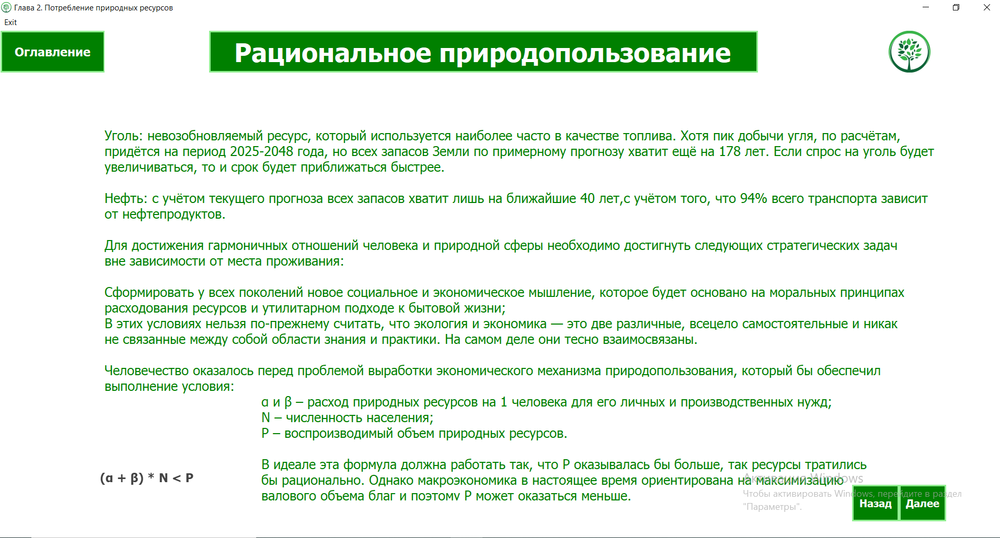 Глава 2. Потребление природных ресурсов
Exit
Оглавление
Рациональное природопользование
Уголь: невозобновляемый ресурс, который используется наиболее часто в качестве топлива. Хотя пик добычи угля, по расчётам,
придётся на период 2025-2048 года, но всех запасов Земли по примерному прогнозу хватит ещё на 178 лет. Если спрос на уголь будет
увеличиваться, то и срок будет приближаться быстрее.
Нефть: с учётом текущего прогноза всех запасов хватит лишь на ближайшие 40 лет,с учётом того, что 94% всего транспорта зависит
от нефтепродуктов.
Для достижения гармоничных отношений человека и природной сферы необходимо достигнуть следующих стратегических задач
вне зависимости от места проживания:
Сформировать у всех поколений новое социальное и экономическое мышление, которое будет основано на моральных принципах
расходования ресурсов и утилитарном подходе к бытовой жизни;
В этих условиях нельзя по-прежнему считать, что экология и экономика — это две различные, всецело самостоятельные и никак
не связанные между собой области знания и практики. На самом деле они тесно взаимосвязаны.
Человечество оказалось перед проблемой выработки экономического механизма природопользования, который бы обеспечил
выполнение условия:
α и β – расход природных ресурсов на 1 человека для его личных и производственных нужд;
N – численность населения;
P – воспроизводимый объем природных ресурсов.
(α + β) * N < P
В идеале эта формула должна работать так, что P оказывалась бы больше, так ресурсы тратились
бы рационально. Однако макроэкономика в настоящее время ориентирована на максимизацию
валового объема благ и поэтому P может оказаться меньше.
Активация Windows
Чтобы активировать Windows, перейдите в раздел
"Параметры".
Назад
Далее